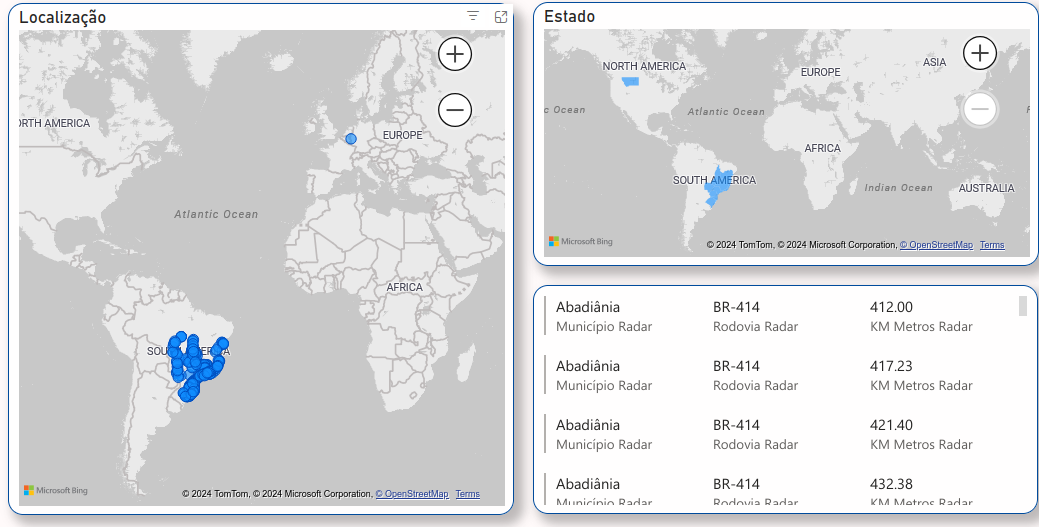 Localização
ORTH AMERICA
EUROPE
Atlantic Ocean
AFRICA
SOUTH AMERICA
Microsoft Bing
© 2024 TomTom, © 2024 Microsoft Corporation, © OpenStreetMap Terms
Estado
NORTH AMERICA
ASIA
EUROPE
c Ocean
Atlantic Ocean
AFRICA
SOUTH AMERICA
Indian Ocean
AUSTRALIA
Microsoft Bing
© 2024 TomTom, © 2024 Microsoft Corporation, © OpenStreetMap Terms
Abadiânia BR-414 412.00
Município Radar Rodovia Radar KM Metros Radar
Abadiânia BR-414 417.23
Município Radar Rodovia Radar KM Metros Radar
Abadiânia BR-414 421.40
Município Radar Rodovia Radar KM Metros Radar
Abadiânia BR-414 432.38
Município Radar Rodovia Radar KM Metros Radar